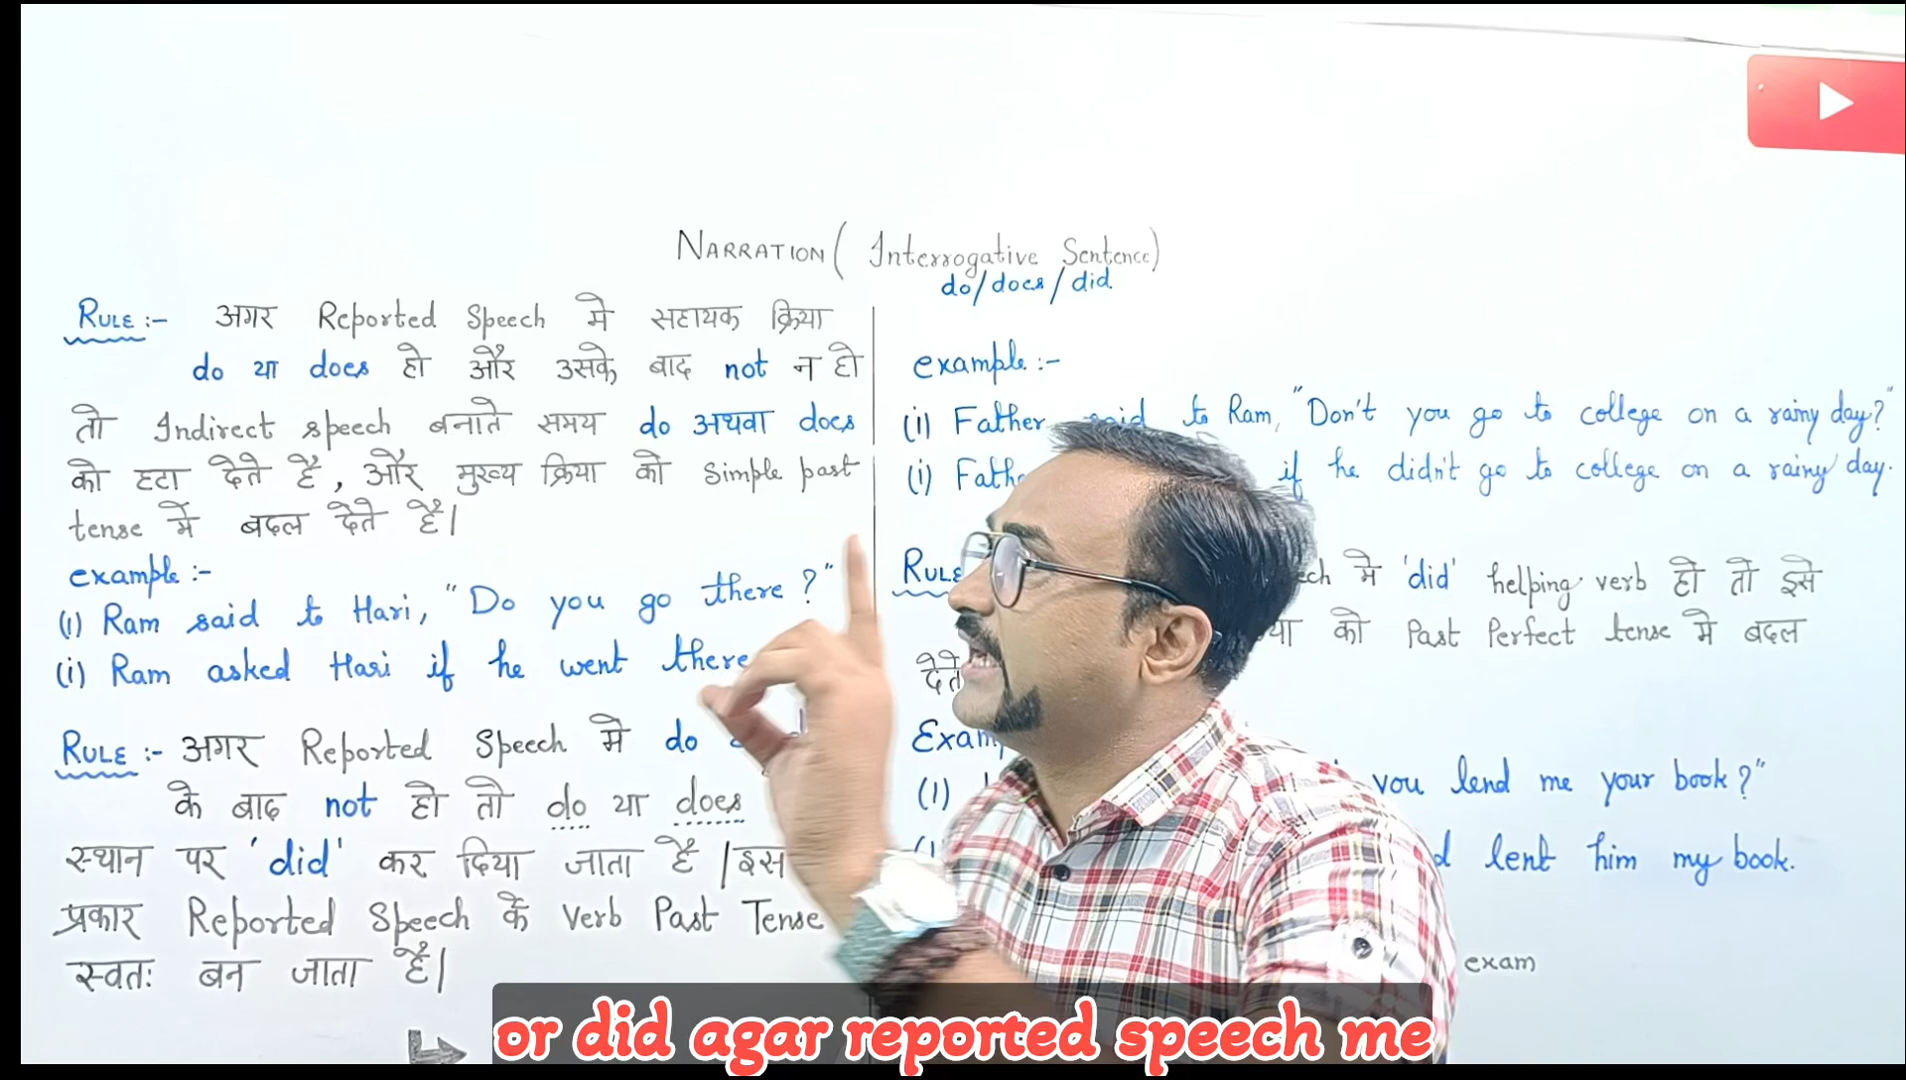 NARRATION ( Interrogative Sentence)
do/does/did
RULE :- अगर Reported Speech मे सहायक क्रिया
do या does हो और उसके बाद not न हो
तो Indirect speech बनाते समय do अथवा does
को हटा देते है, और मुख्य क्रिया को simple past
tense में बदल देते हैं।
example :-
(i) Ram said to Hari, "Do you go there?"
(i) Ram asked Hari if he went there
RULE :- अगर Reported Speech मे do
के बाद not हो तो do या does
स्थान पर 'did' कर दिया जाता है । इस
प्रकार Reported Speech के Verb Past Tense
स्वतः बन जाता हैं।
example :-
(i) Father said to Ram, "Don't you go to college on a rainy day?"
(i) if he didn't go to college on a rainy day.
RULE मे 'did' helping verb हो तो इसे
को Past Perfect tense मे बदल
देते
(1) you lend me your book?"
lent him my book.
exam
or did agar reported speech me